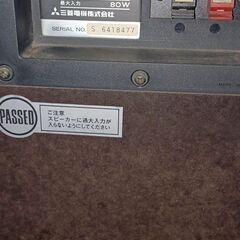 最大入力 80W
三菱電機株式会社
SERIAL NO. S 6418477
PASSED
ご注意
スピーカーに過大入力が
入らないようにしてください